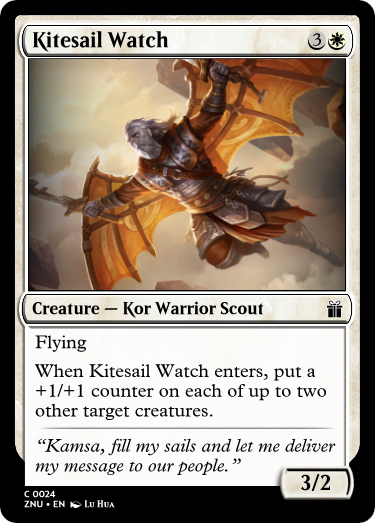 Kitesail Watch 3
Creature — Kor Warrior Scout
Flying
When Kitesail Watch enters, put a
+1/+1 counter on each of up to two
other target creatures.
“Kamsa, fill my sails and let me deliver
my message to our people.”
3/2
C 0024
ZNU • EN Lu Hua